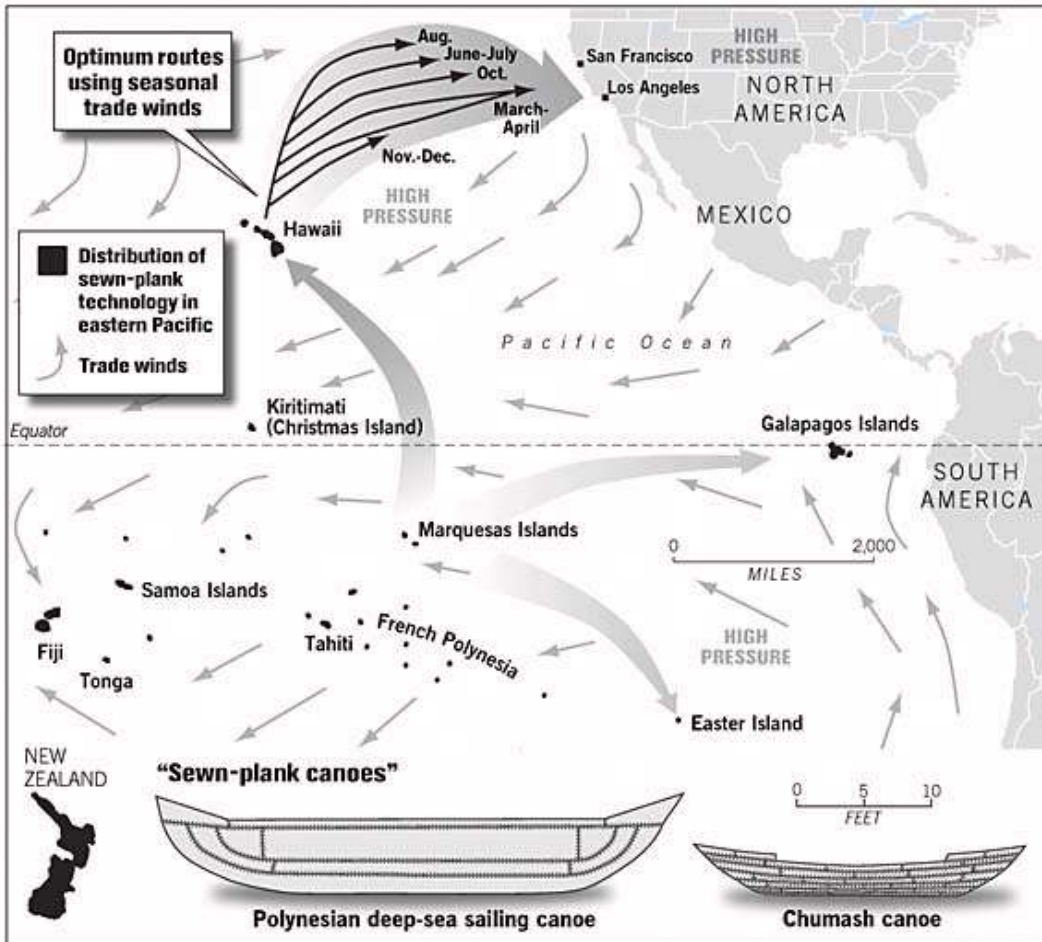 Optimum routes
using seasonal
trade winds
Aug.
June-July
Oct.
March-
April
Nov.-Dec.
HIGH
PRESSURE
San Francisco
Los Angeles
NORTH
AMERICA
HIGH
PRESSURE
MEXICO
Hawaii
Distribution of
sewn-plank
technology in
eastern Pacific
Trade winds
Pacific Ocean
Kiritimati
(Christmas Island)
Equator
Galapagos Islands
SOUTH
AMERICA
Marquesas Islands
0 2,000
MILES
Samoa Islands
Fiji
Tonga
Tahiti
French Polynesia
HIGH
PRESSURE
Easter Island
NEW
ZEALAND
"Sewn-plank canoes"
0 5 10
FEET
Polynesian deep-sea sailing canoe
Chumash canoe